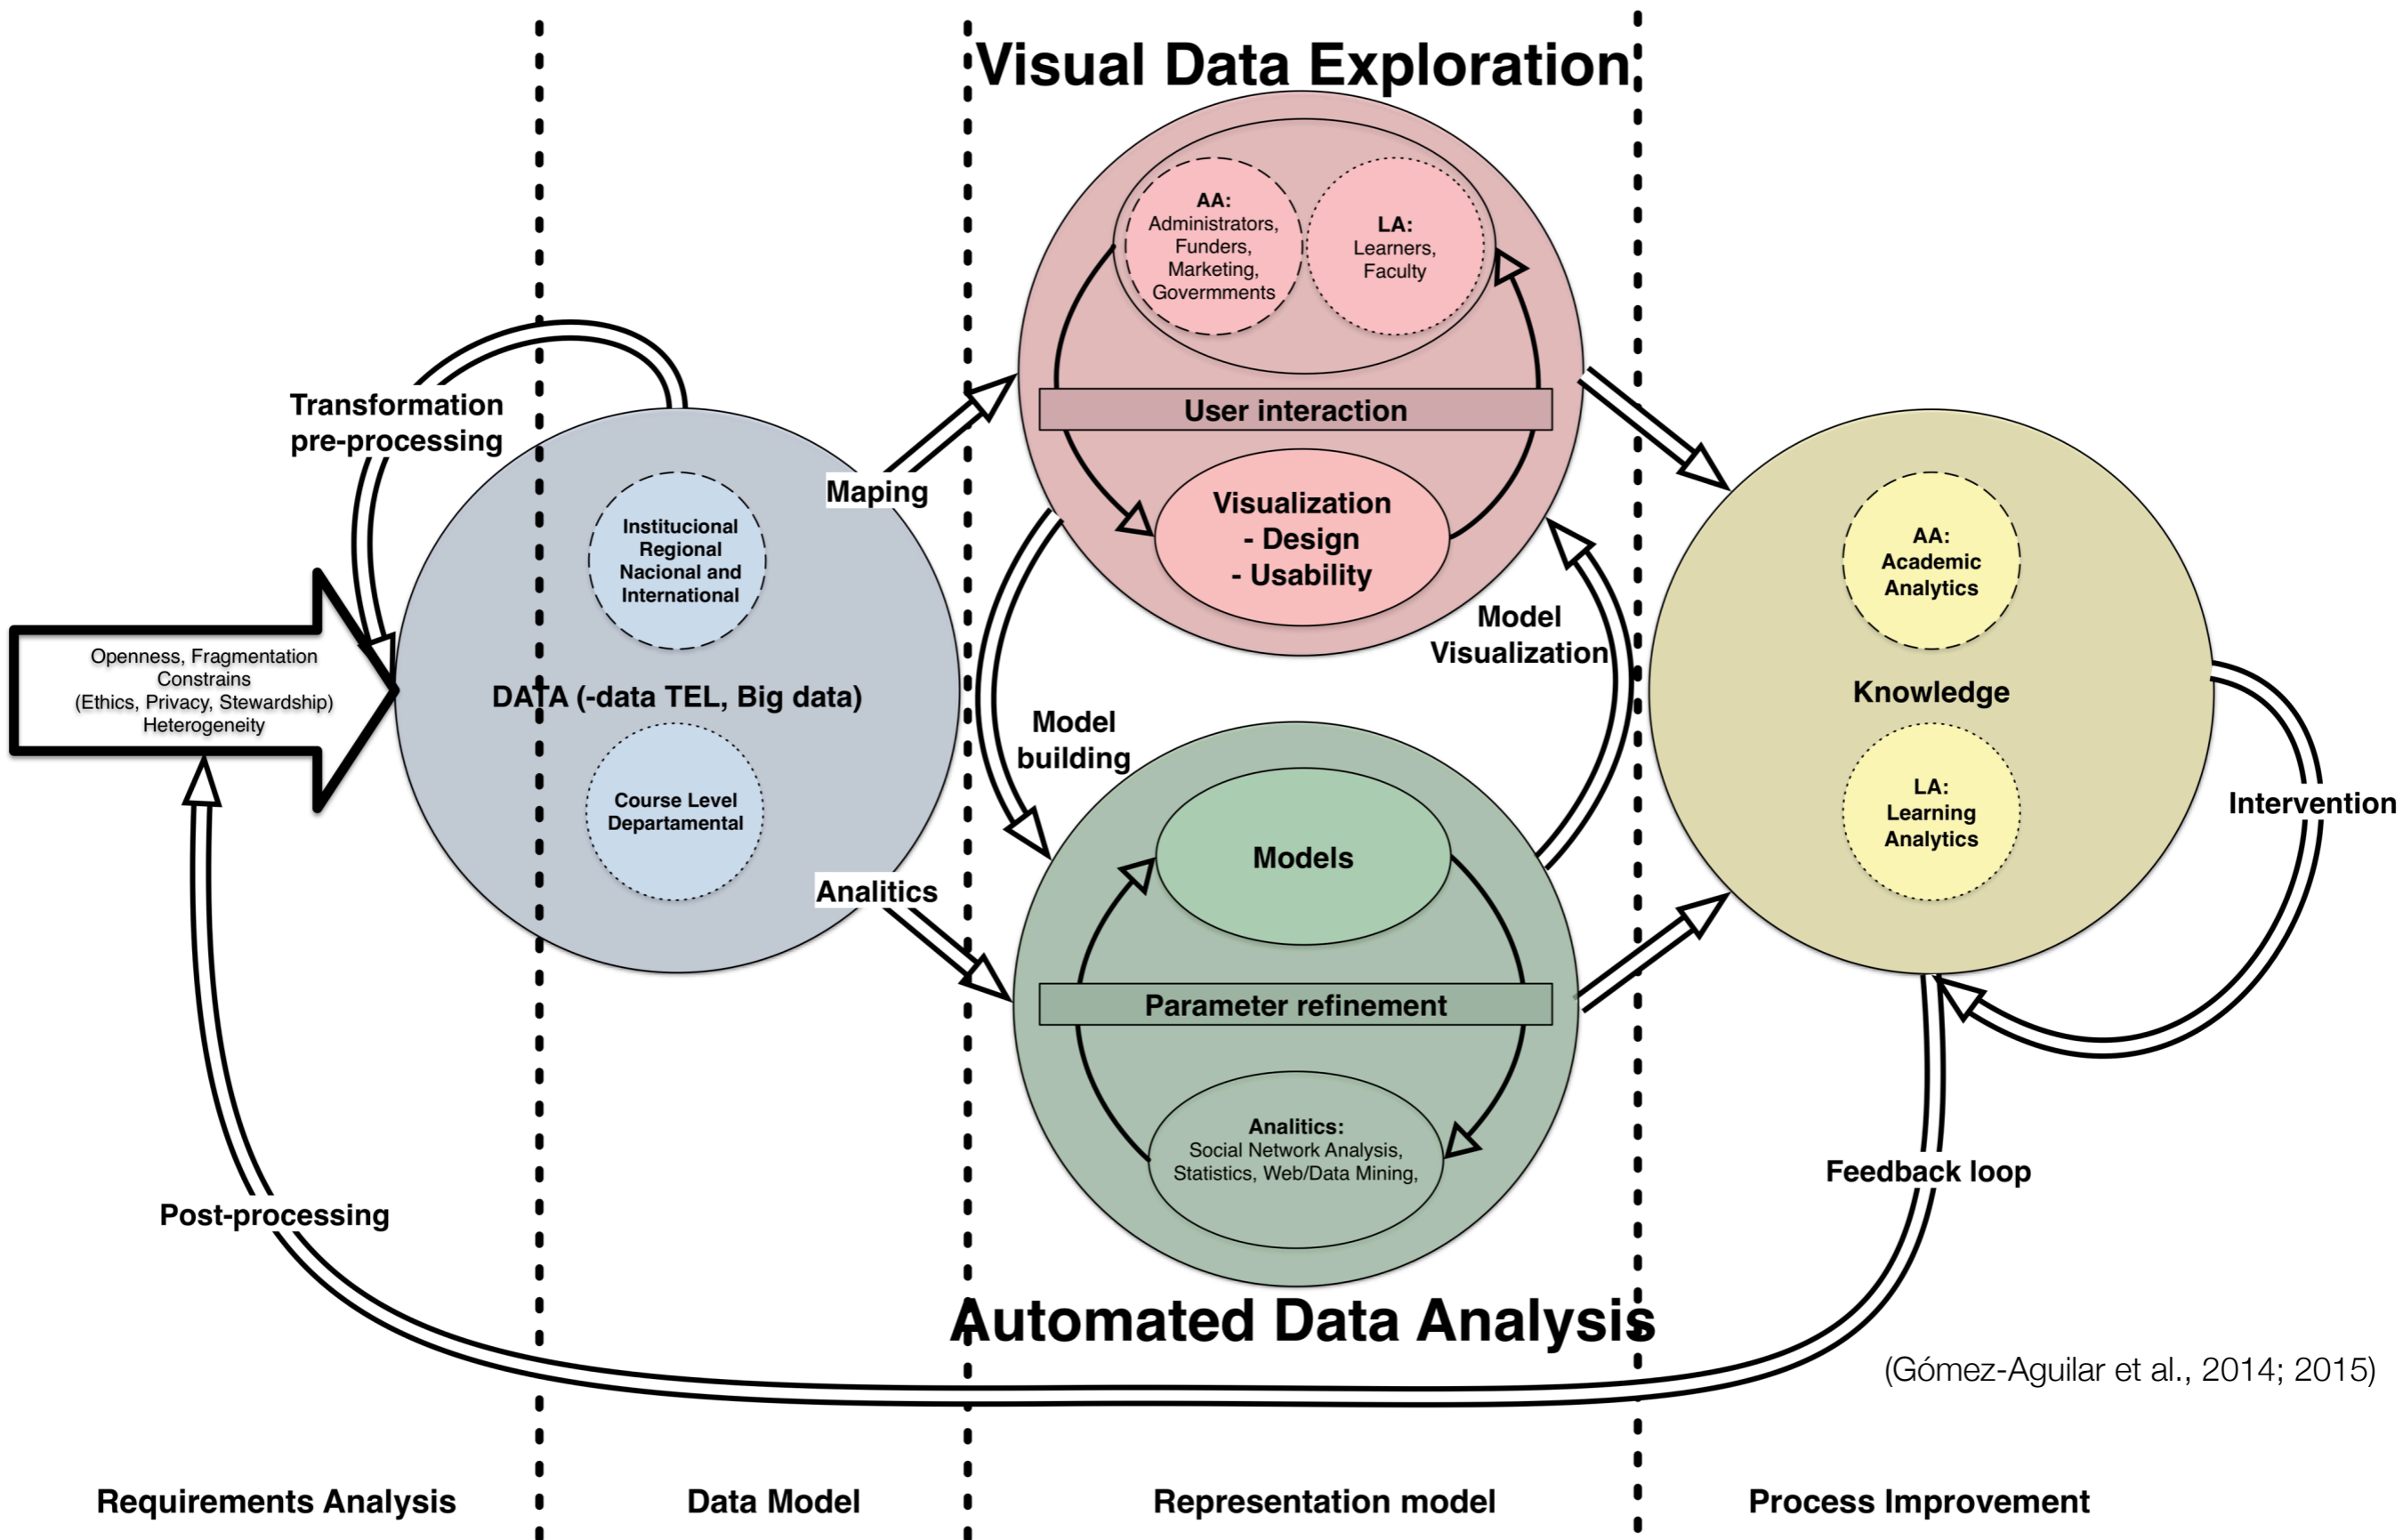 Visual Data Exploration
AA:
Administrators,
Funders,
Marketing,
Govermments
LA:
Learners,
Faculty
User interaction
Visualization
- Design
- Usability
Transformation
pre-processing
Maping
Institucional
Regional
Nacional and
International
DATA (-data TEL, Big data)
Course Level
Departamental
Openness, Fragmentation
Constrains
(Ethics, Privacy, Stewardship)
Heterogeneity
Analitics
Model
building
Model
Visualization
Models
Parameter refinement
Analitics:
Social Network Analysis,
Statistics, Web/Data Mining,
Automated Data Analysis
AA:
Academic
Analytics
Knowledge
LA:
Learning
Analytics
Intervention
Feedback loop
Post-processing
(Gómez-Aguilar et al., 2014; 2015)
Requirements Analysis
Data Model
Representation model
Process Improvement